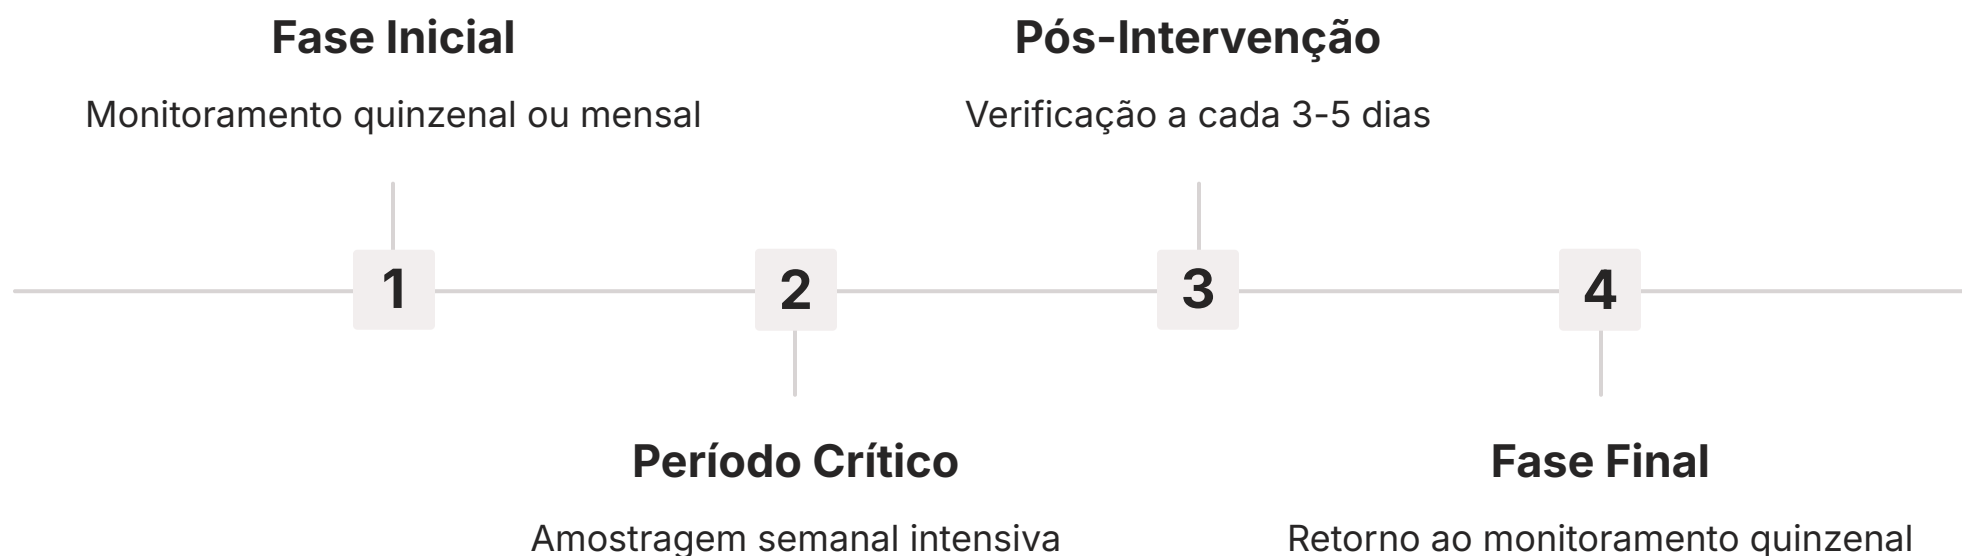 Fase Inicial
Monitoramento quinzenal ou mensal
Pós-Intervenção
Verificação a cada 3-5 dias
1
2
3
4
Período Crítico
Amostragem semanal intensiva
Fase Final
Retorno ao monitoramento quinzenal